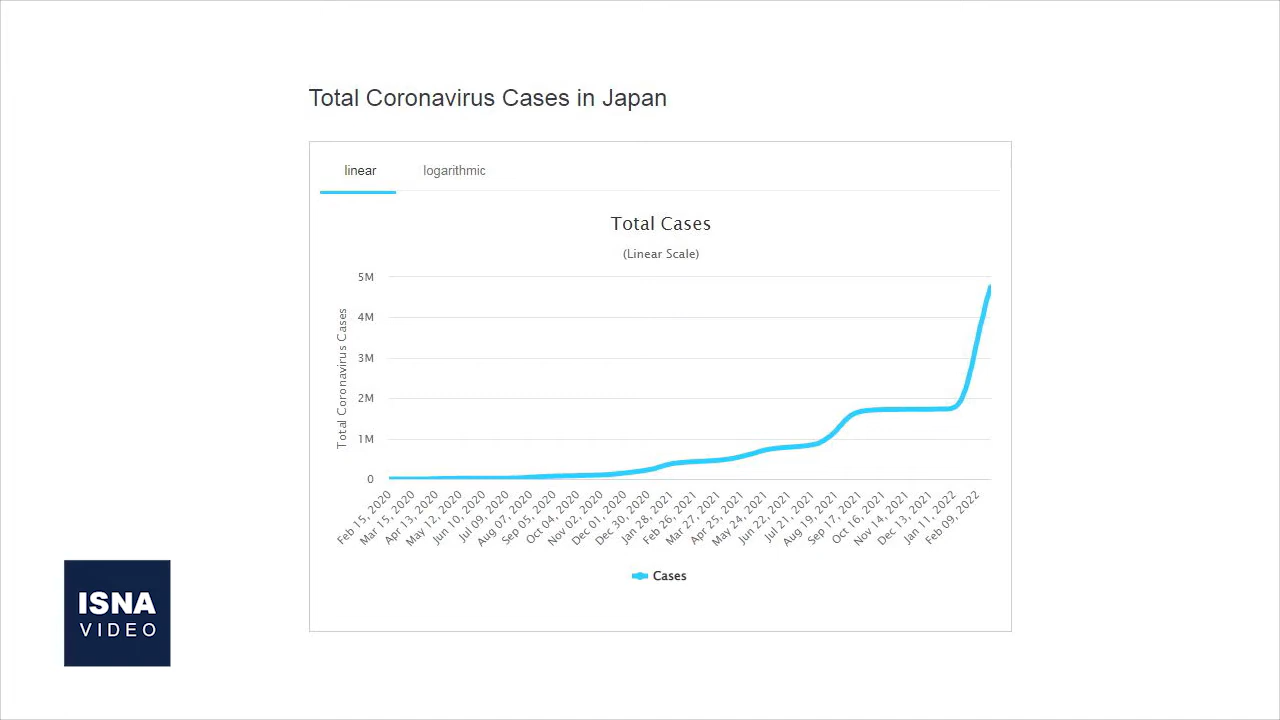 Total Coronavirus Cases in Japan
linear
logarithmic
Total Cases
(Linear Scale)
Total Coronavirus Cases
5M
4M
3M
2M
1M
0
Feb 15, 2020
Mar 15, 2020
Apr 13, 2020
May 12, 2020
Jun 10, 2020
Jul 09, 2020
Aug 07, 2020
Sep 05, 2020
Oct 04, 2020
Nov 02, 2020
Dec 01, 2020
Dec 30, 2020
Jan 28, 2021
Feb 26, 2021
Mar 27, 2021
Apr 25, 2021
May 24, 2021
Jun 22, 2021
Jul 21, 2021
Aug 19, 2021
Sep 17, 2021
Oct 16, 2021
Nov 14, 2021
Dec 13, 2021
Jan 11, 2022
Feb 09, 2022
Cases
ISNA
VIDEO